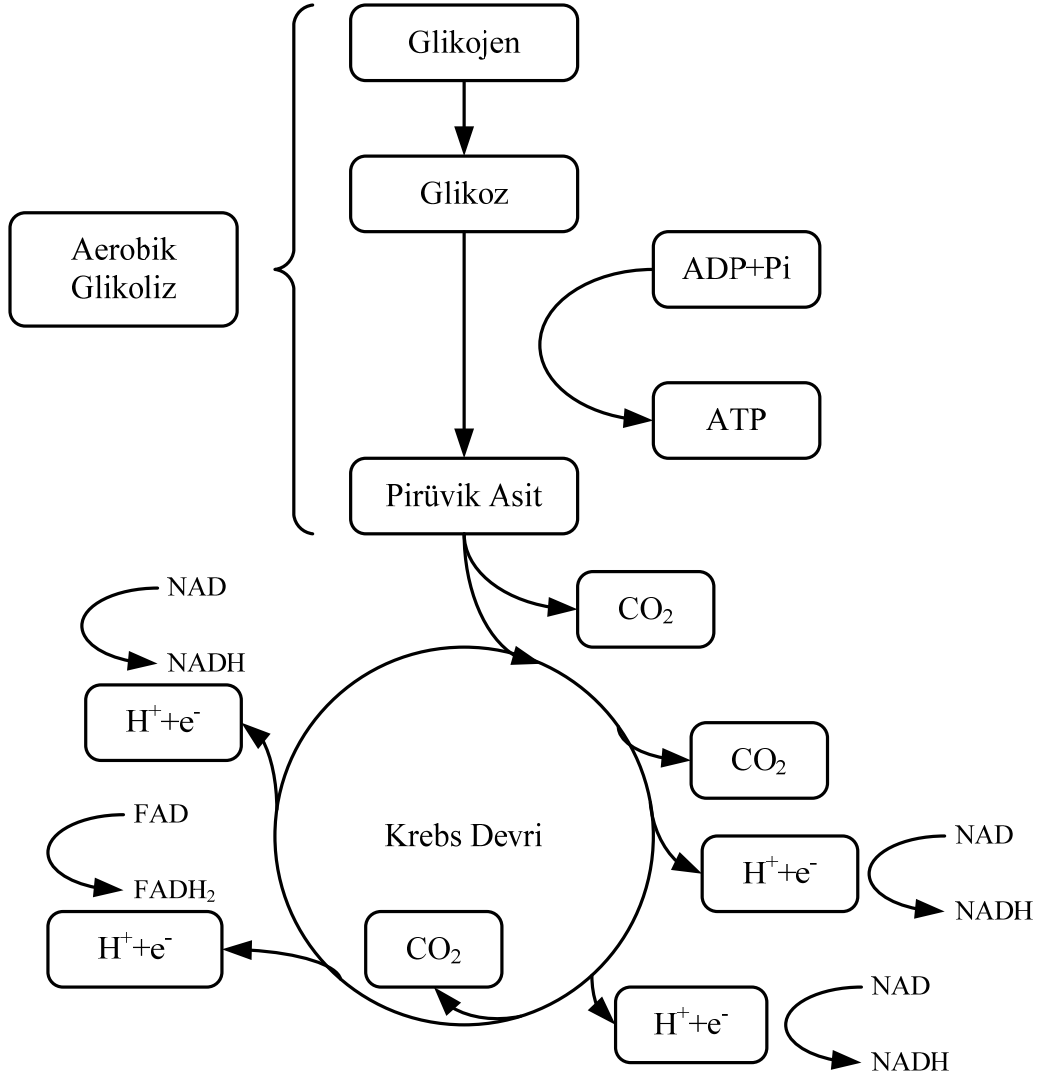 Glikojen
Glikoz
Aerobik
Glikoliz
ADP+Pi
ATP
Pirüvik Asit
CO₂
NAD
NADH
H⁺+e⁻
CO₂
FAD
FADH₂
H⁺+e⁻
Krebs Devri
NAD
H⁺+e⁻
NADH
CO₂
NAD
H⁺+e⁻
NADH